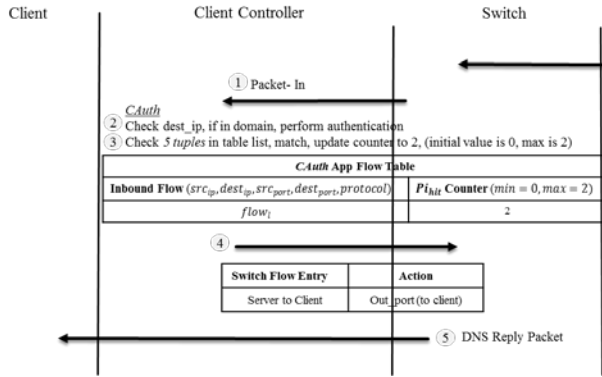 Client Client Controller Switch
1 Packet- In
CAuth
2 Check dest_ip, if in domain, perform authentication
3 Check 5 tuples in table list, match, update counter to 2, (initial value is 0, max is 2)
CAuth App Flow Table
Inbound Flow (src_ip, dest_ip, src_port, dest_port, protocol) Pi_hit Counter (min = 0, max = 2)
flow_l 2
4
Switch Flow Entry Action
Server to Client Out_port (to client)
5 DNS Reply Packet